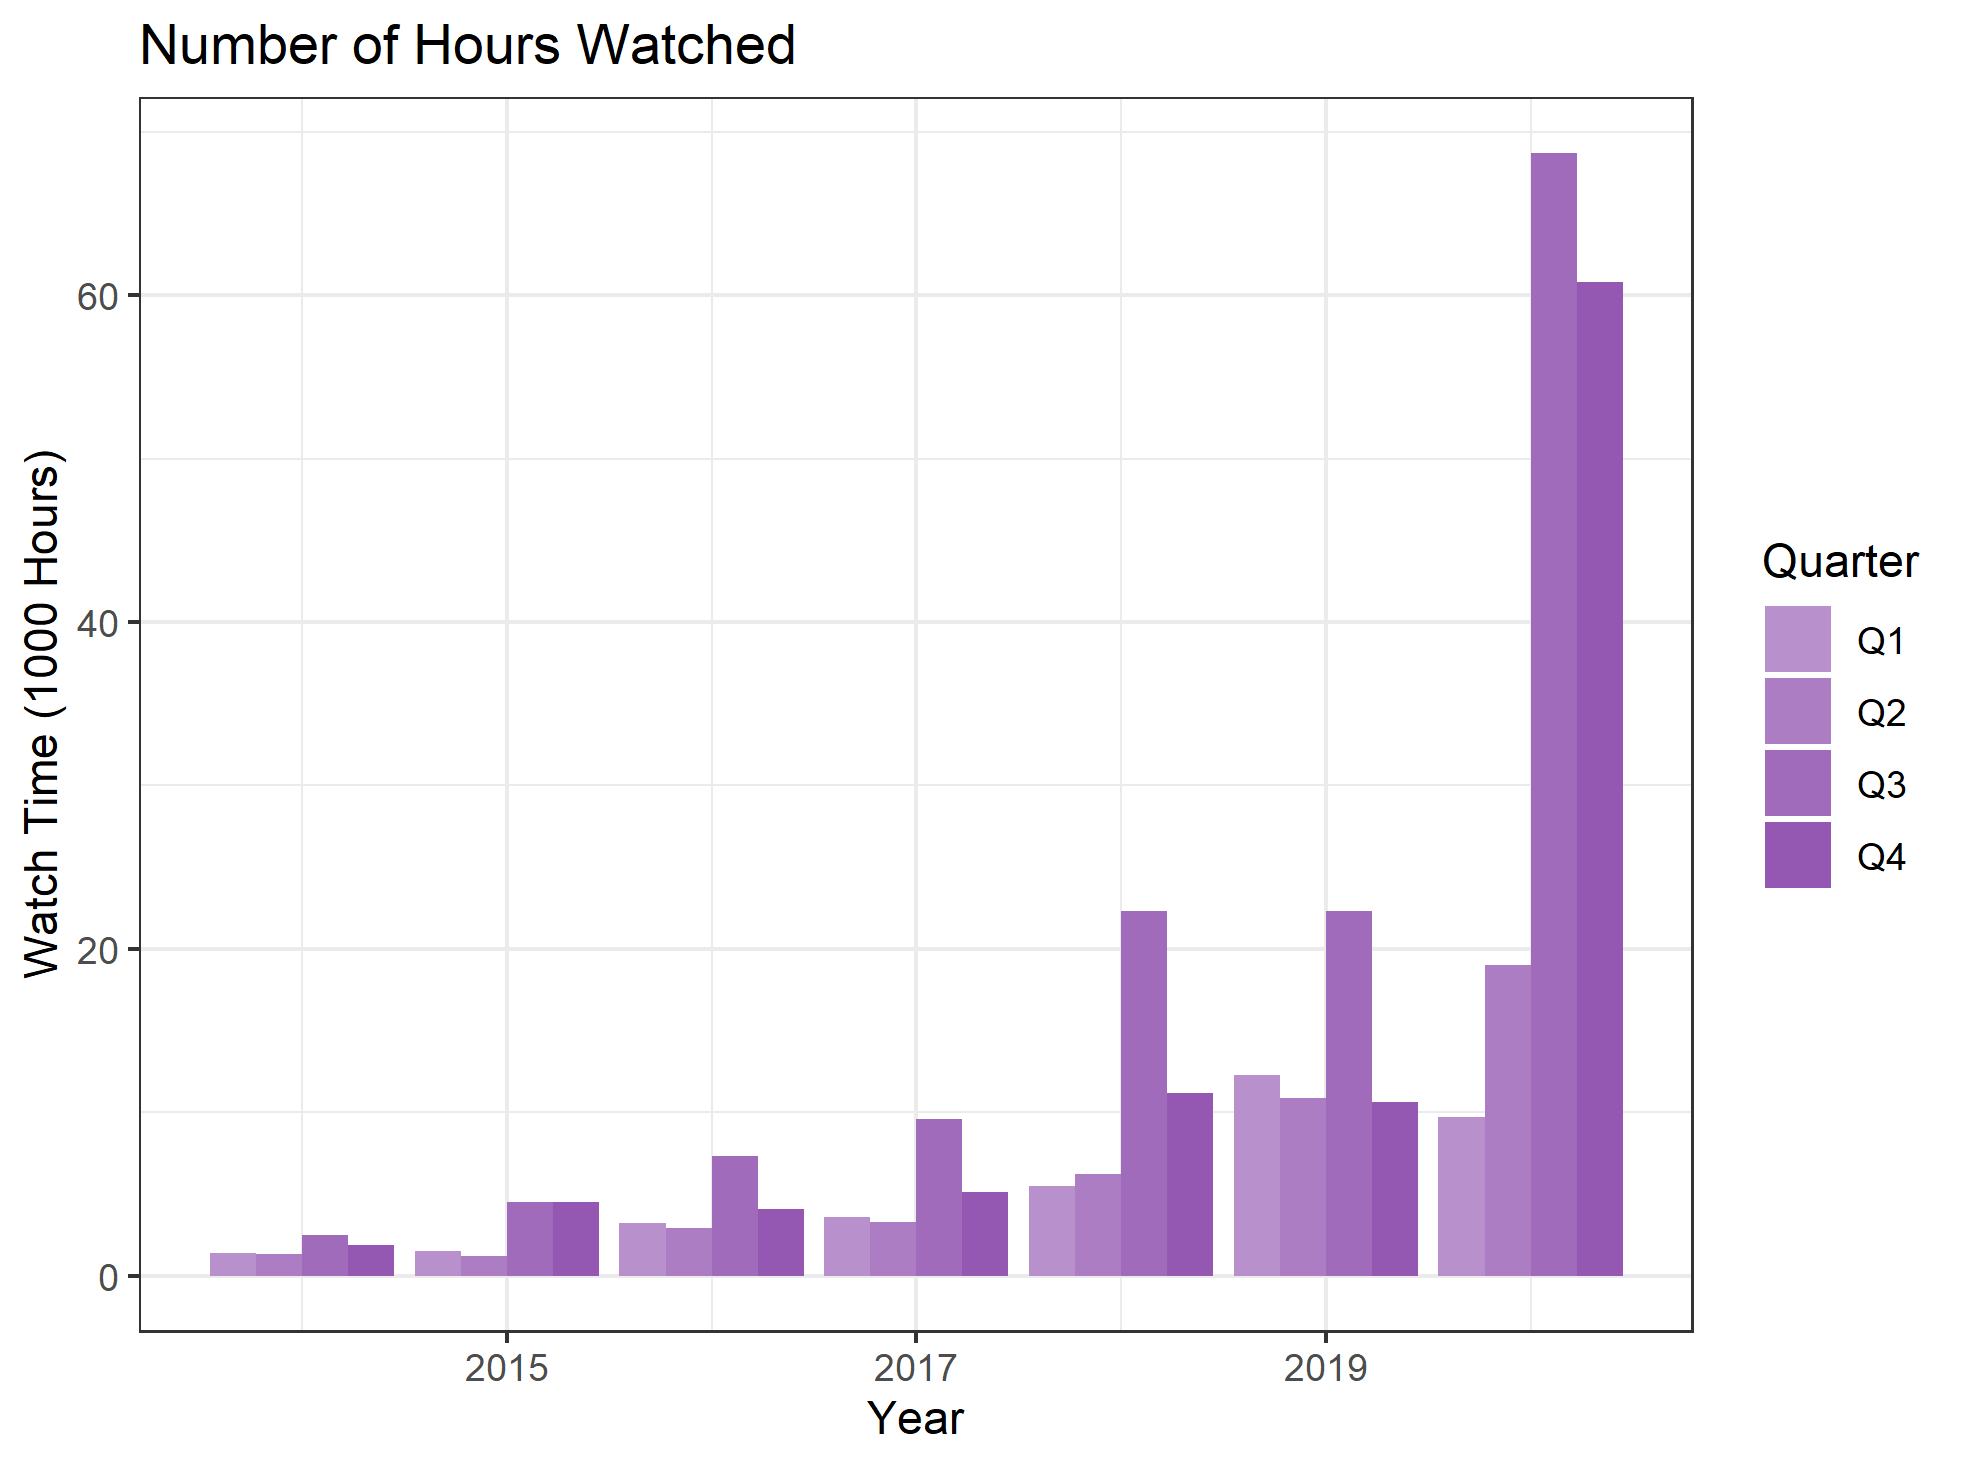 Number of Hours Watched
Watch Time (1000 Hours)
60
40
20
0
2015 2017 2019
Year
Quarter
Q1
Q2
Q3
Q4